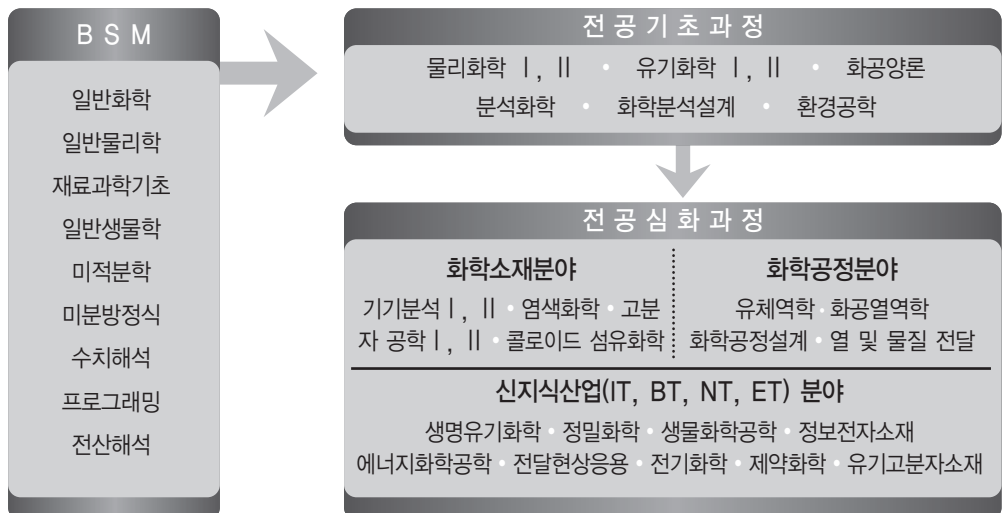 BSM
일반화학
일반물리학
재료과학기초
일반생물학
미적분학
미분방정식
수치해석
프로그래밍
전산해석
전공기초과정
물리화학 Ⅰ, Ⅱ • 유기화학 Ⅰ, Ⅱ • 화공양론
분석화학 • 화학분석설계 • 환경공학
전공심화과정
화학소재분야
기기분석Ⅰ, Ⅱ • 염색화학 • 고분
자 공학Ⅰ, Ⅱ • 콜로이드 섬유화학
화학공정분야
유체역학 • 화공열역학
화학공정설계 • 열 및 물질 전달
신지식산업(IT, BT, NT, ET) 분야
생명유기화학 • 정밀화학 • 생물화학공학 • 정보전자소재
에너지화학공학 • 전달현상응용 • 전기화학 • 제약화학 • 유기고분자소재